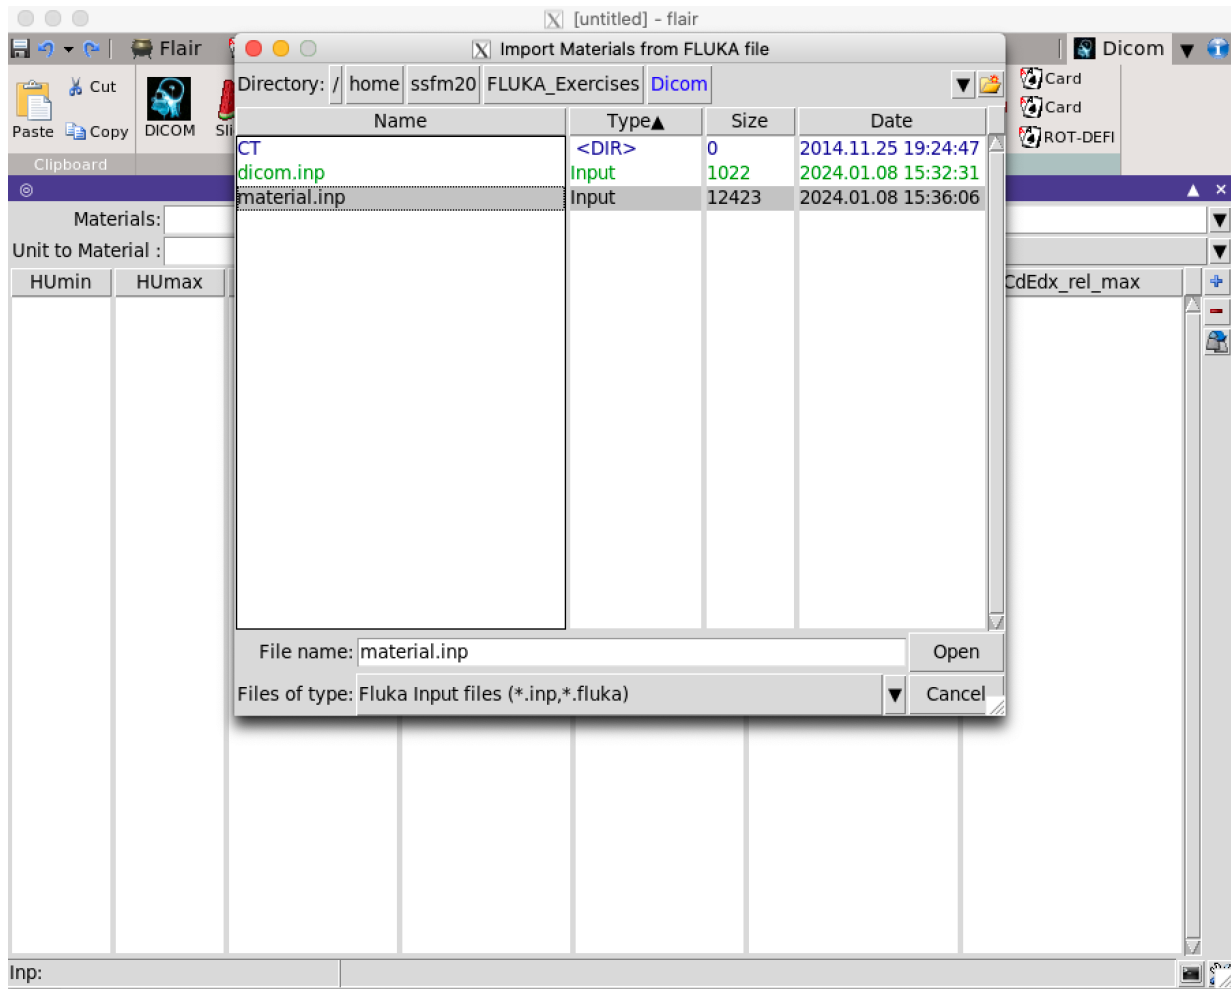 [untitled] - flair
Flair
Import Materials from FLUKA file
Dicom
Directory: / home ssfm20 FLUKA_Exercises Dicom
Cut
Paste
Copy
DICOM
Card
Card
ROT-DEFI
Clipboard
Name Type▲ Size Date
CT <DIR> 0 2014.11.25 19:24:47
dicom.inp Input 1022 2024.01.08 15:32:31
material.inp Input 12423 2024.01.08 15:36:06
Materials:
Unit to Material :
HUmin HUmax CdEdx_rel_max
File name: material.inp Open
Files of type: Fluka Input files (*.inp,*.fluka) Cancel
Inp: